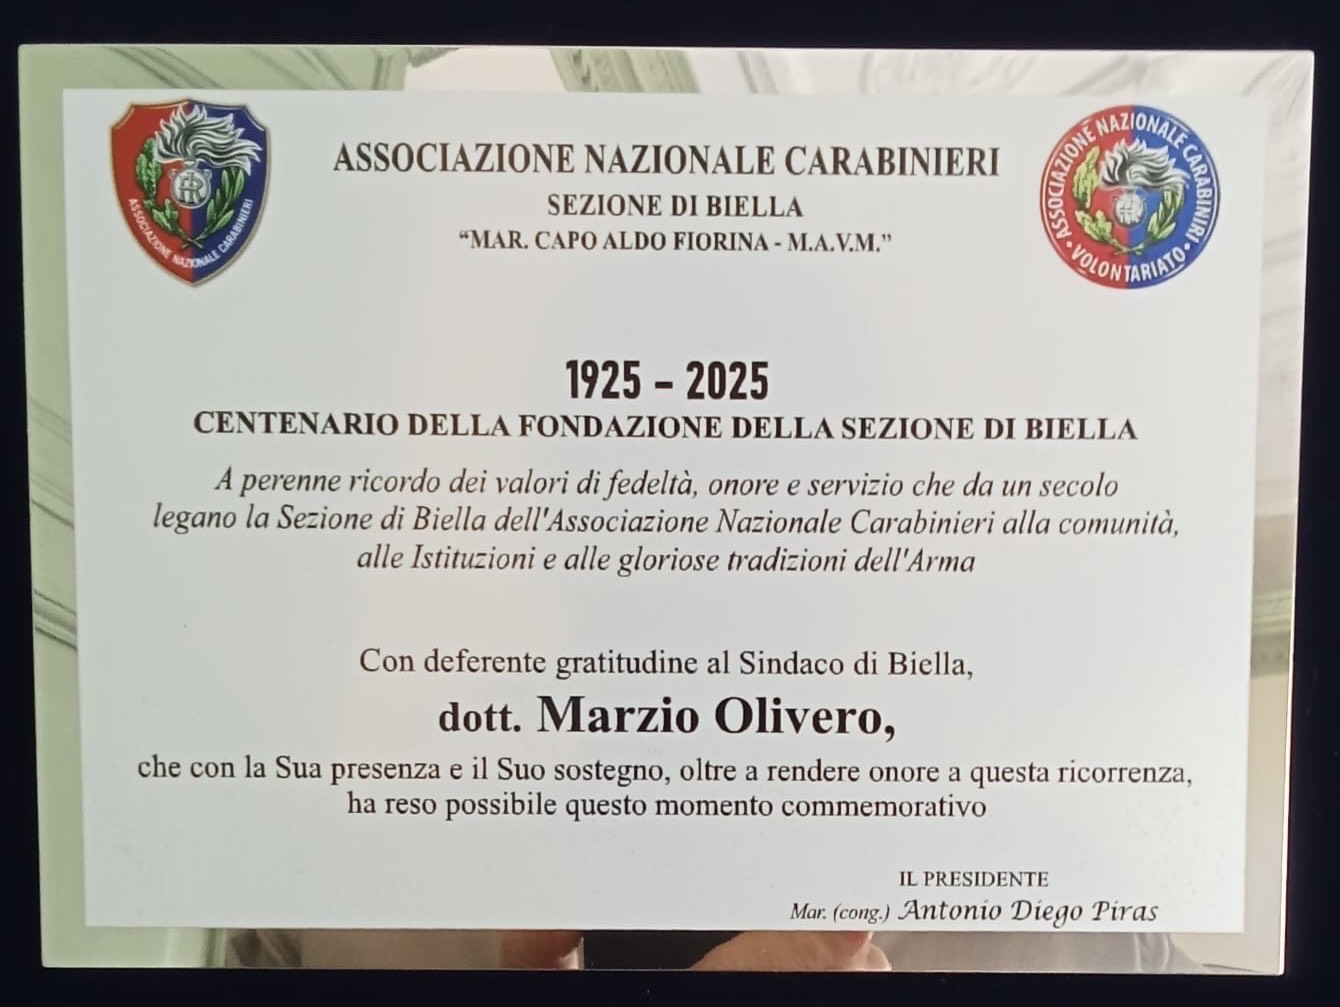 ASSOCIAZIONE NAZIONALE CARABINIERI
SEZIONE DI BIELLA
“MAR. CAPO ALDO FIORINA - M.A.V.M.”
ASSOCIAZIONE NAZIONALE CARABINIERI
ASSOCIAZIONE NAZIONALE CARABINIERI
• VOLONTARIATO •
1925 – 2025
CENTENARIO DELLA FONDAZIONE DELLA SEZIONE DI BIELLA
A perenne ricordo dei valori di fedeltà, onore e servizio che da un secolo
legano la Sezione di Biella dell'Associazione Nazionale Carabinieri alla comunità,
alle Istituzioni e alle gloriose tradizioni dell'Arma
Con deferente gratitudine al Sindaco di Biella,
dott. Marzio Olivero,
che con la Sua presenza e il Suo sostegno, oltre a rendere onore a questa ricorrenza,
ha reso possibile questo momento commemorativo
IL PRESIDENTE
Mar. (cong.) Antonio Diego Piras